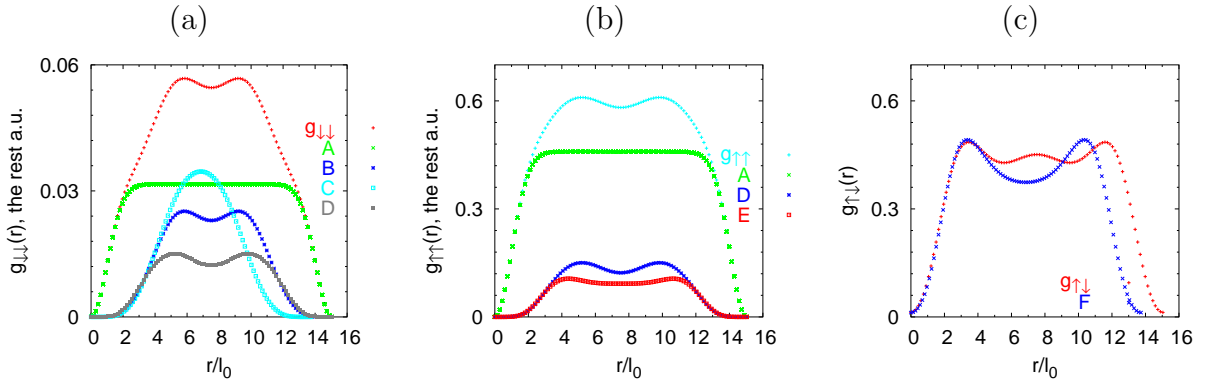 (a)
0.06
0.03
0
g↓↓(r), the rest a.u.
g↓↓
A
B
C
D
0 2 4 6 8 10 12 14 16
r/l₀
(b)
0.6
0.3
0
g↑↑(r), the rest a.u.
g↑↑
A
D
E
0 2 4 6 8 10 12 14 16
r/l₀
(c)
0.6
0.3
0
g↑↓(r)
g↑↓
F
0 2 4 6 8 10 12 14 16
r/l₀